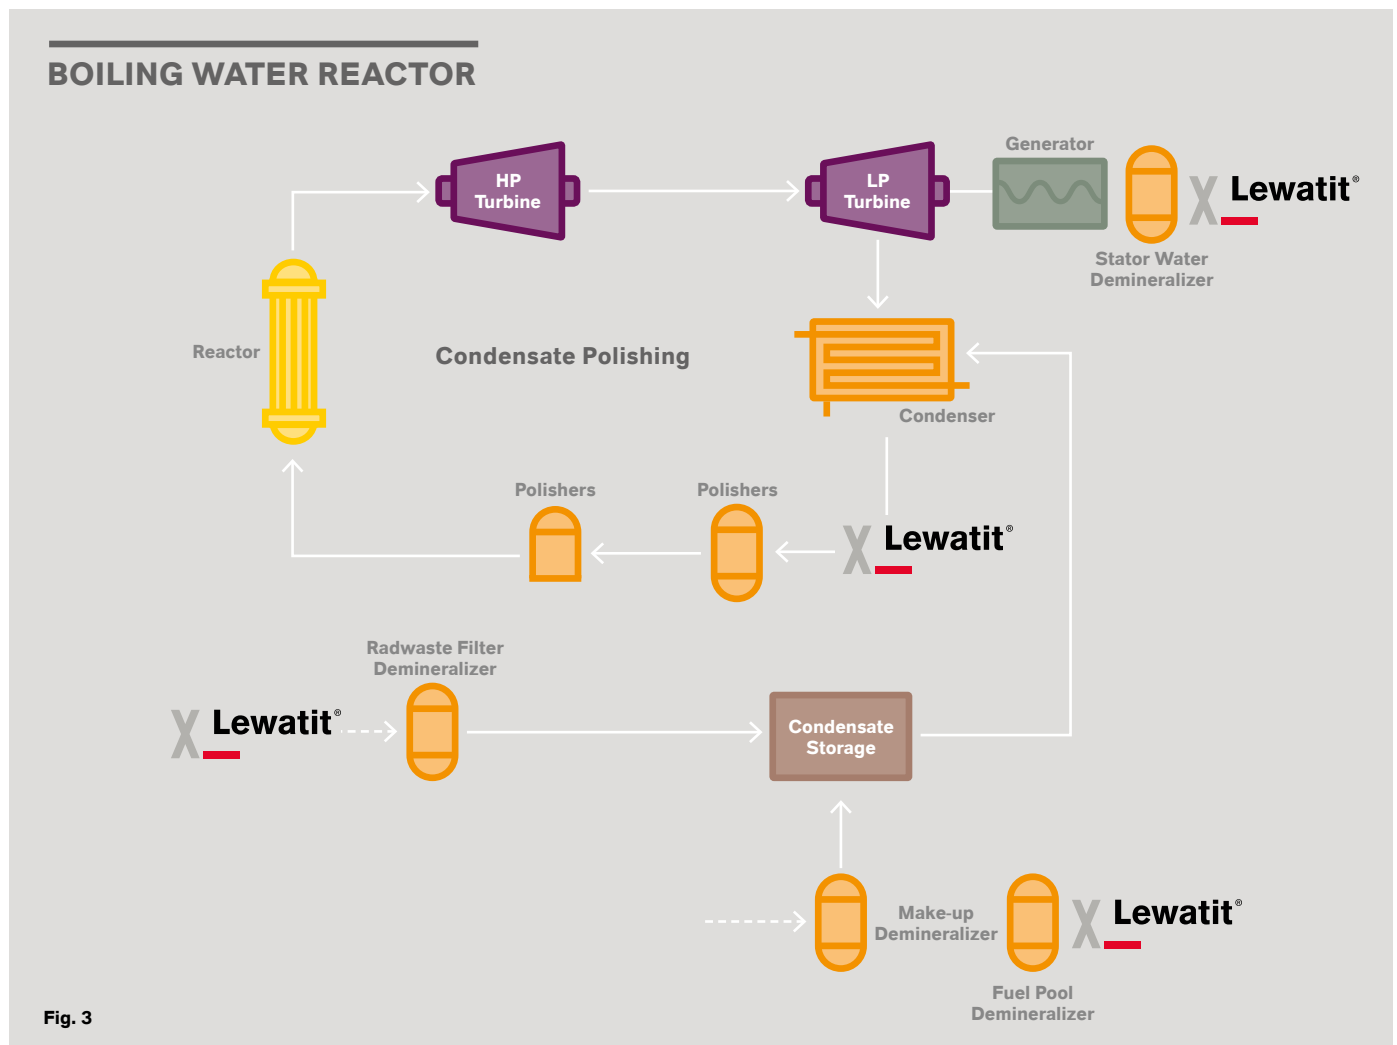 BOILING WATER REACTOR
Generator
HP
Turbine
LP
Turbine
Lewatit®
Stator Water
Demineralizer
Reactor
Condensate Polishing
Condenser
Polishers
Polishers
Lewatit®
Radwaste Filter
Demineralizer
Lewatit®
Condensate
Storage
Make-up
Demineralizer
Lewatit®
Fuel Pool
Demineralizer
Fig. 3